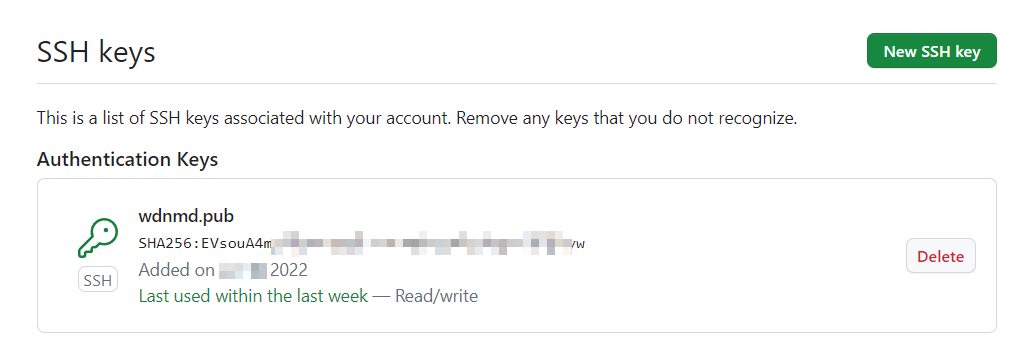 SSH keys
New SSH key
This is a list of SSH keys associated with your account. Remove any keys that you do not recognize.
Authentication Keys
wdnmd.pub
SHA256:EVsouA4m vw
Added on 2022
SSH
Last used within the last week — Read/write
Delete